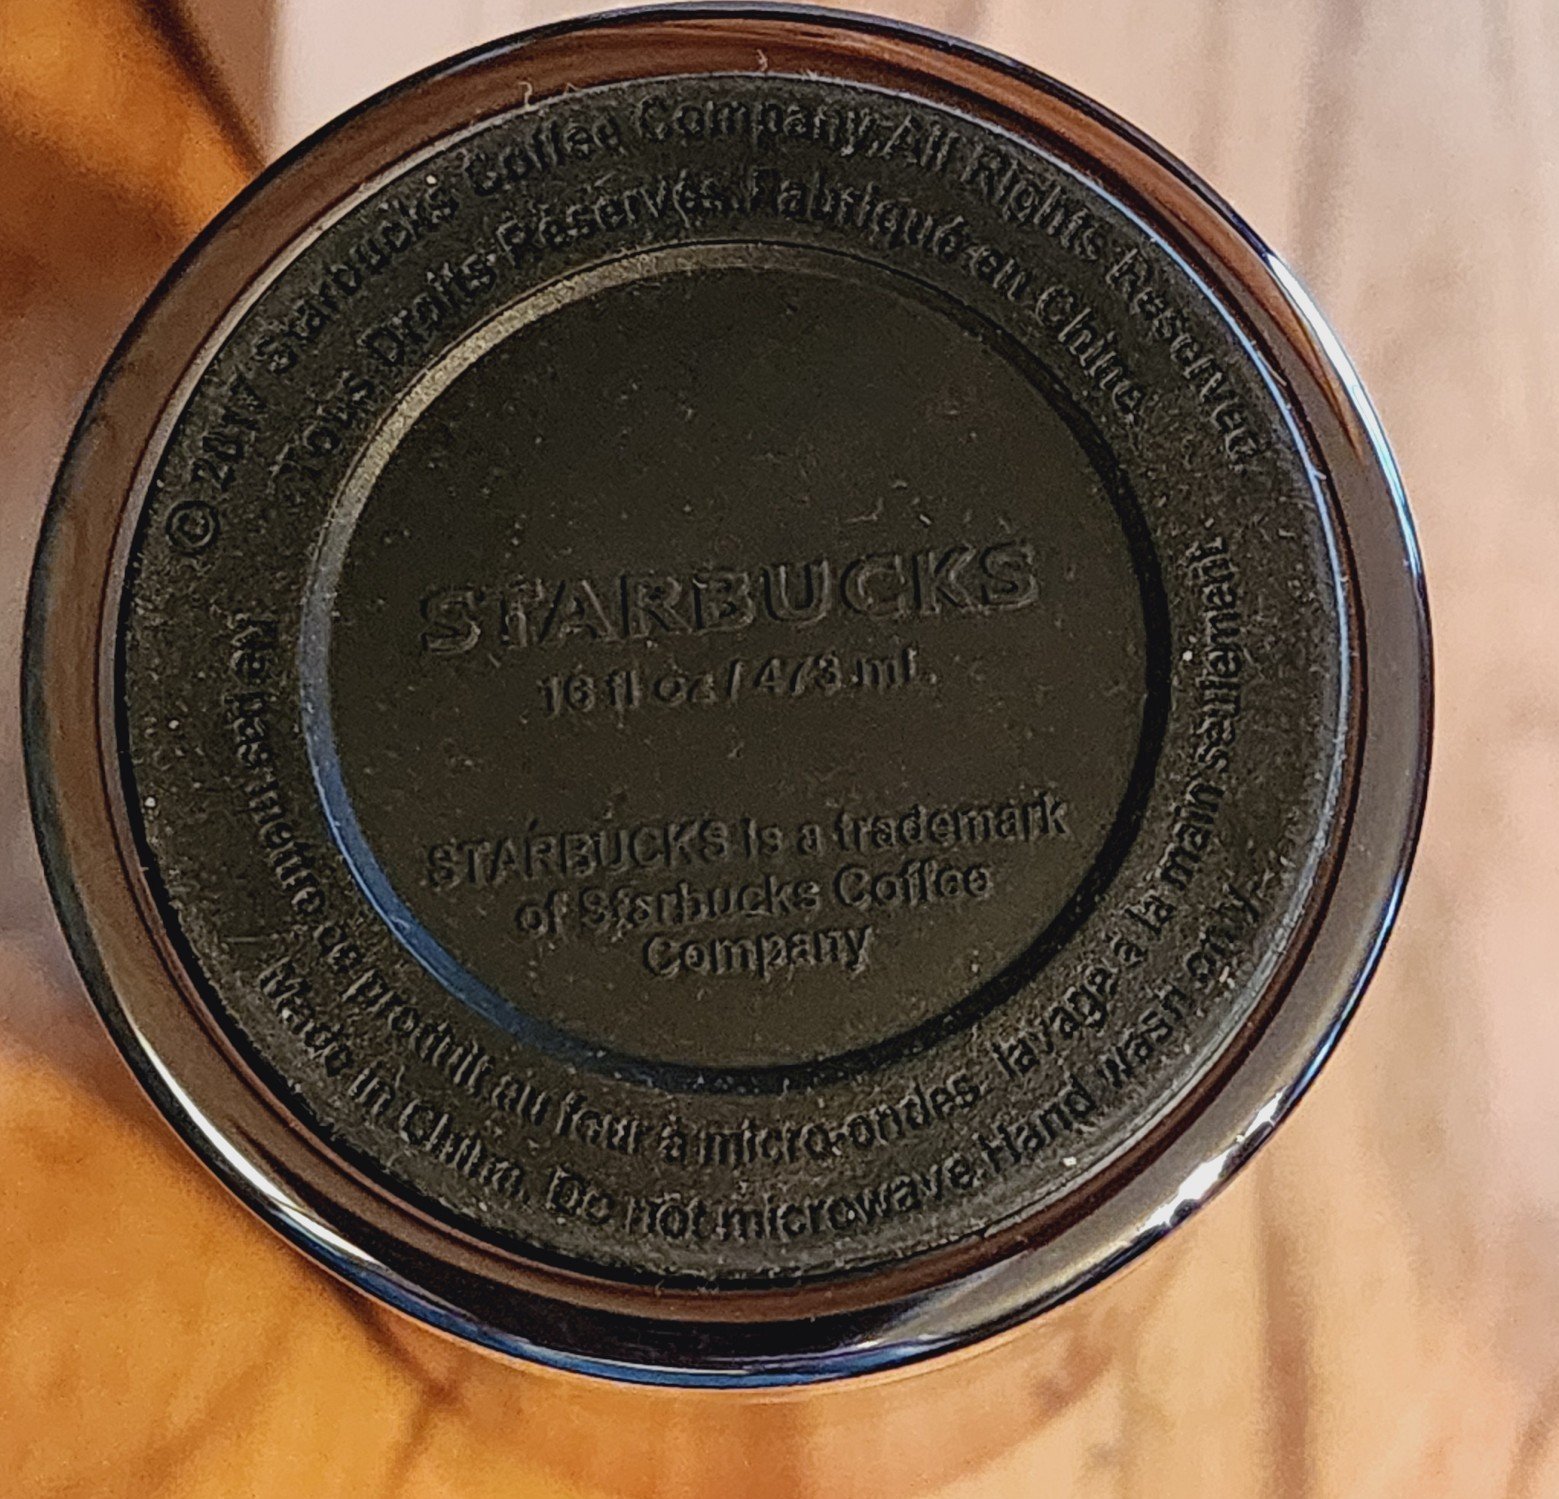 © 2017 Starbucks Coffee Company. All Rights Reserved
Tous Droits Réservés. Fabriqué en Chine.
STARBUCKS
16 fl oz / 473 mL
STARBUCKS is a trademark
of Starbucks Coffee
Company
Ne pas mettre ce produit au four à micro-ondes, lavage à la main seulement
Made in China. Do not microwave. Hand wash only.